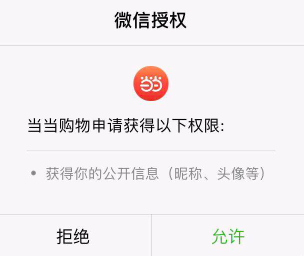 微信授权
当当
当当购物申请获得以下权限:
• 获得你的公开信息（昵称、头像等）
拒绝
允许